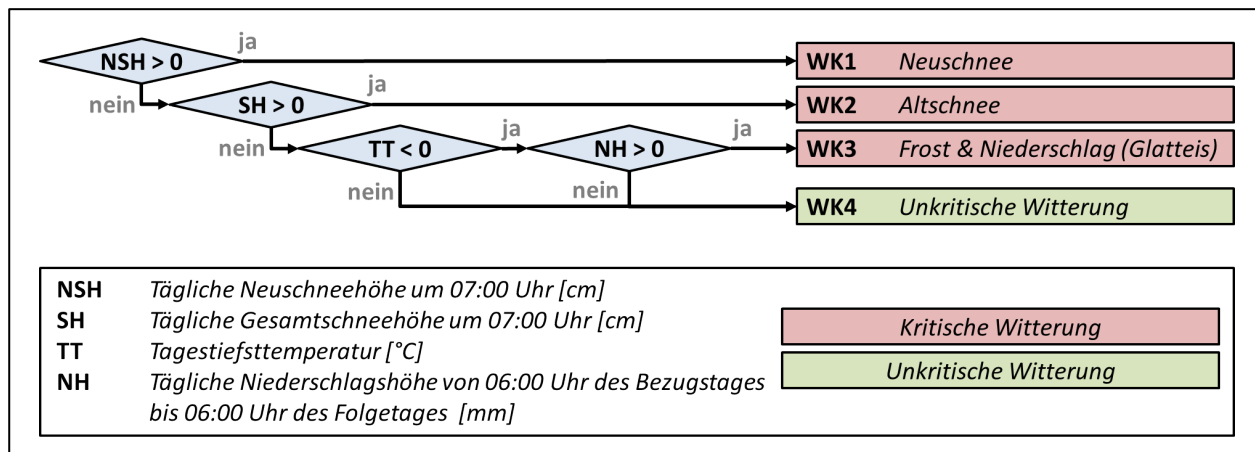 ja
NSH > 0
WK1 Neuschnee
nein
SH > 0
ja
WK2 Altschnee
nein
TT < 0
ja
NH > 0
ja
WK3 Frost & Niederschlag (Glatteis)
nein
nein
WK4 Unkritische Witterung
NSH Tägliche Neuschneehöhe um 07:00 Uhr [cm]
SH Tägliche Gesamtschneehöhe um 07:00 Uhr [cm]
TT Tagestiefsttemperatur [°C]
NH Tägliche Niederschlagshöhe von 06:00 Uhr des Bezugstages
bis 06:00 Uhr des Folgetages [mm]
Kritische Witterung
Unkritische Witterung